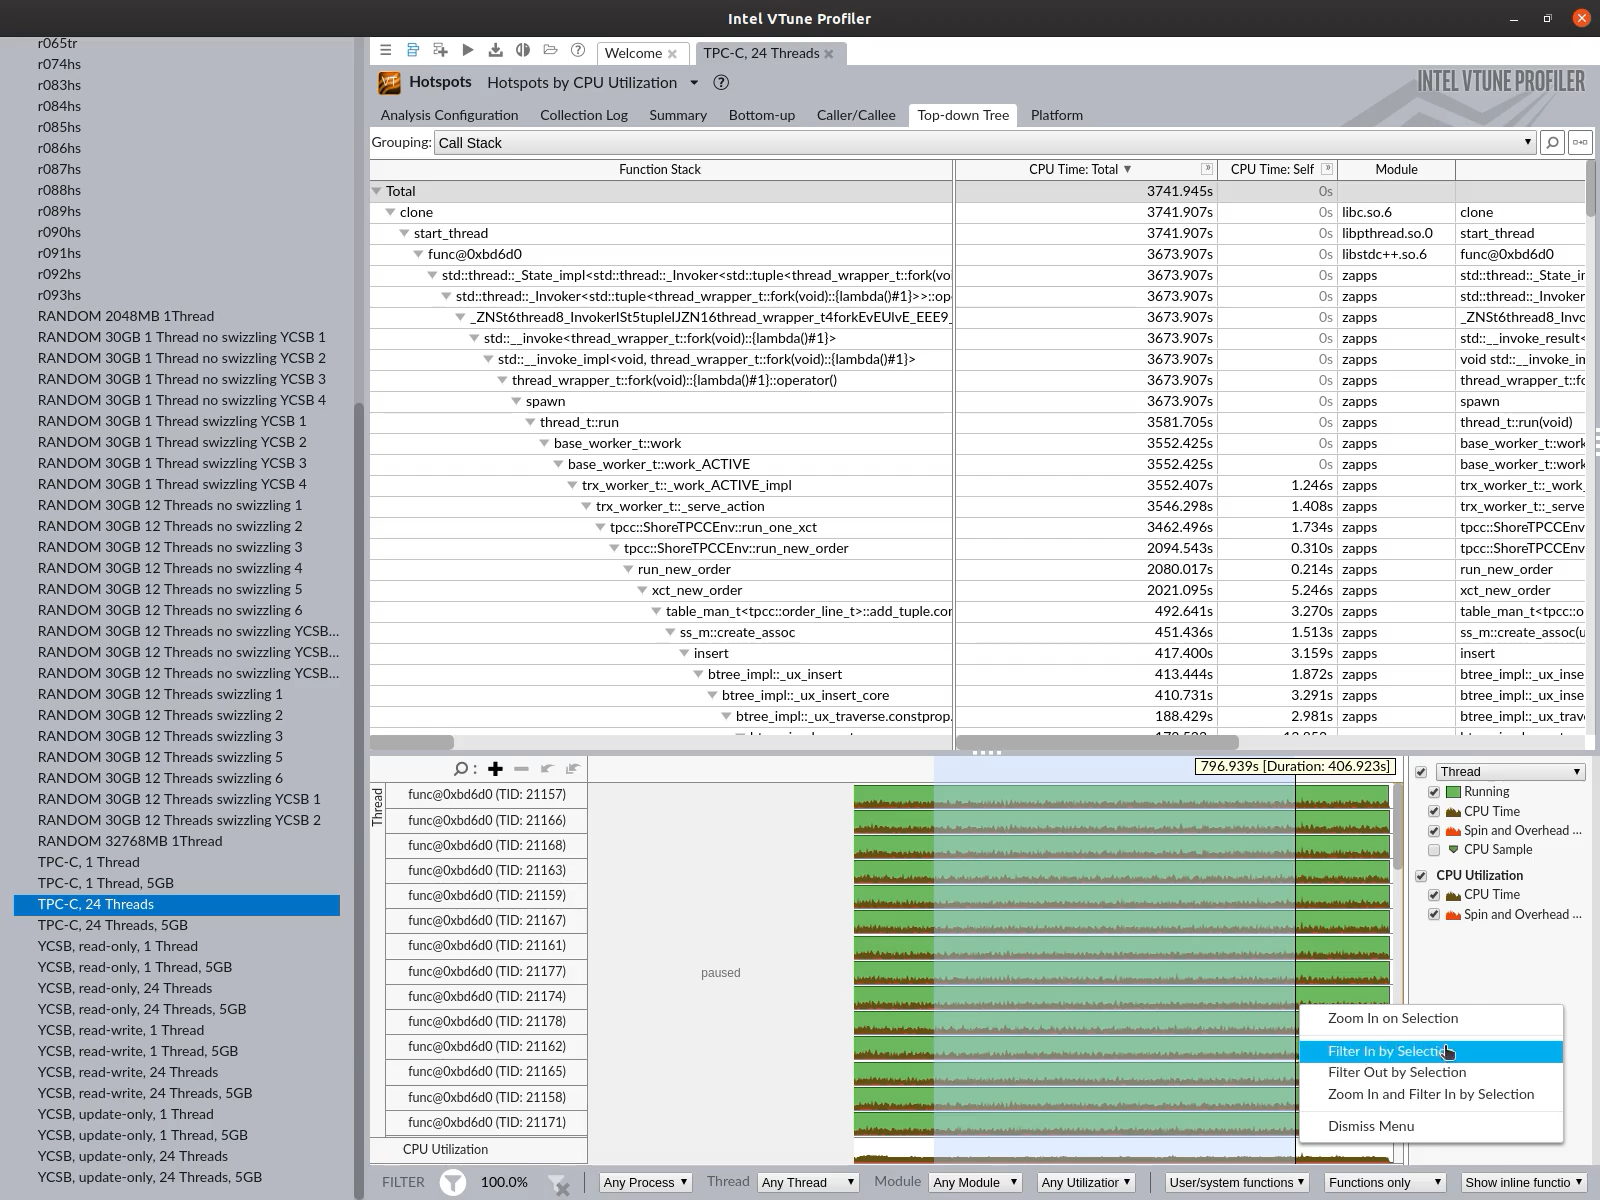 Intel VTune Profiler
r065tr
r074hs
r083hs
r084hs
r085hs
r086hs
r087hs
r088hs
r089hs
r090hs
r091hs
r092hs
r093hs
RANDOM 2048MB 1Thread
RANDOM 30GB 1 Thread no swizzling YCSB 1
RANDOM 30GB 1 Thread no swizzling YCSB 2
RANDOM 30GB 1 Thread no swizzling YCSB 3
RANDOM 30GB 1 Thread no swizzling YCSB 4
RANDOM 30GB 1 Thread swizzling YCSB 1
RANDOM 30GB 1 Thread swizzling YCSB 2
RANDOM 30GB 1 Thread swizzling YCSB 3
RANDOM 30GB 1 Thread swizzling YCSB 4
RANDOM 30GB 12 Threads no swizzling 1
RANDOM 30GB 12 Threads no swizzling 2
RANDOM 30GB 12 Threads no swizzling 3
RANDOM 30GB 12 Threads no swizzling 4
RANDOM 30GB 12 Threads no swizzling 5
RANDOM 30GB 12 Threads no swizzling 6
RANDOM 30GB 12 Threads no swizzling YCSB...
RANDOM 30GB 12 Threads no swizzling YCSB...
RANDOM 30GB 12 Threads no swizzling YCSB...
RANDOM 30GB 12 Threads swizzling 1
RANDOM 30GB 12 Threads swizzling 2
RANDOM 30GB 12 Threads swizzling 3
RANDOM 30GB 12 Threads swizzling 5
RANDOM 30GB 12 Threads swizzling 6
RANDOM 30GB 12 Threads swizzling YCSB 1
RANDOM 30GB 12 Threads swizzling YCSB 2
RANDOM 32768MB 1Thread
TPC-C, 1 Thread
TPC-C, 1 Thread, 5GB
TPC-C, 24 Threads
TPC-C, 24 Threads, 5GB
YCSB, read-only, 1 Thread
YCSB, read-only, 1 Thread, 5GB
YCSB, read-only, 24 Threads
YCSB, read-only, 24 Threads, 5GB
YCSB, read-write, 1 Thread
YCSB, read-write, 1 Thread, 5GB
YCSB, read-write, 24 Threads
YCSB, read-write, 24 Threads, 5GB
YCSB, update-only, 1 Thread
YCSB, update-only, 1 Thread, 5GB
YCSB, update-only, 24 Threads
YCSB, update-only, 24 Threads, 5GB
Welcome TPC-C, 24 Threads
Hotspots Hotspots by CPU Utilization INTEL VTUNE PROFILER
Analysis Configuration Collection Log Summary Bottom-up Caller/Callee Top-down Tree Platform
Grouping: Call Stack
Function Stack CPU Time: Total CPU Time: Self Module
Total 3741.945s 0s
clone 3741.907s 0s libc.so.6 clone
start_thread 3741.907s 0s libpthread.so.0 start_thread
func@0xbd6d0 3673.907s 0s libstdc++.so.6 func@0xbd6d0
std::thread::_State_impl<std::thread::_Invoker<std::tuple<thread_wrapper_t::fork(voi 3673.907s 0s zapps std::thread::_State_ir
std::thread::_Invoker<std::tuple<thread_wrapper_t::fork(void)::{lambda()#1}>>::ope 3673.907s 0s zapps std::thread::_Invoker
_ZNSt6thread8_InvokerISt5tupleIJZN16thread_wrapper_t4forkEvEUlvE_EEE9_ 3673.907s 0s zapps _ZNSt6thread8_Invo
std::__invoke<thread_wrapper_t::fork(void)::{lambda()#1}> 3673.907s 0s zapps std::__invoke_result<
std::__invoke_impl<void, thread_wrapper_t::fork(void)::{lambda()#1}> 3673.907s 0s zapps void std::__invoke_in
thread_wrapper_t::fork(void)::{lambda()#1}::operator() 3673.907s 0s zapps thread_wrapper_t::fo
spawn 3673.907s 0s zapps spawn
thread_t::run 3581.705s 0s zapps thread_t::run(void)
base_worker_t::work 3552.425s 0s zapps base_worker_t::work
base_worker_t::work_ACTIVE 3552.425s 0s zapps base_worker_t::work
trx_worker_t::_work_ACTIVE_impl 3552.407s 1.246s zapps trx_worker_t::_work_
trx_worker_t::_serve_action 3546.298s 1.408s zapps trx_worker_t::_serve
tpcc::ShoreTPCCEnv::run_one_xct 3462.496s 1.734s zapps tpcc::ShoreTPCCEnv
tpcc::ShoreTPCCEnv::run_new_order 2094.543s 0.310s zapps tpcc::ShoreTPCCEnv
run_new_order 2080.017s 0.214s zapps run_new_order
xct_new_order 2021.095s 5.246s zapps xct_new_order
table_man_t<tpcc::order_line_t>::add_tuple.cor 492.641s 3.270s zapps table_man_t<tpcc::o
ss_m::create_assoc 451.436s 1.513s zapps ss_m::create_assoc(u
insert 417.400s 3.159s zapps insert
btree_impl::_ux_insert 413.444s 1.872s zapps btree_impl::_ux_inse
btree_impl::_ux_insert_core 410.731s 3.291s zapps btree_impl::_ux_inse
btree_impl::_ux_traverse.constprop. 188.429s 2.981s zapps btree_impl::_ux_trav
796.939s [Duration: 406.923s]
Thread
func@0xbd6d0 (TID: 21157)
func@0xbd6d0 (TID: 21166)
func@0xbd6d0 (TID: 21168)
func@0xbd6d0 (TID: 21163)
func@0xbd6d0 (TID: 21159)
func@0xbd6d0 (TID: 21167)
func@0xbd6d0 (TID: 21161)
func@0xbd6d0 (TID: 21177)
func@0xbd6d0 (TID: 21174)
func@0xbd6d0 (TID: 21178)
func@0xbd6d0 (TID: 21162)
func@0xbd6d0 (TID: 21165)
func@0xbd6d0 (TID: 21158)
func@0xbd6d0 (TID: 21171)
CPU Utilization
paused
Thread
Running
CPU Time
Spin and Overhead ...
CPU Sample
CPU Utilization
CPU Time
Spin and Overhead ...
Zoom In on Selection
Filter In by Selectio
Filter Out by Selection
Zoom In and Filter In by Selection
Dismiss Menu
FILTER 100.0% Any Process Thread Any Thread Module Any Module Any Utilization User/system functions Functions only Show inline functio